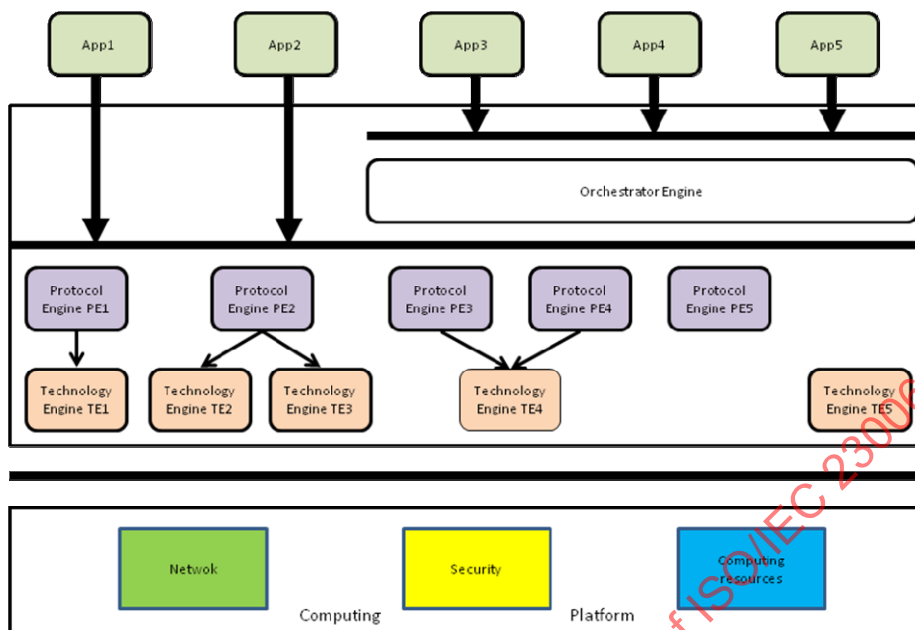 App1
App2
App3
App4
App5
Orchestrator Engine
Protocol
Engine PE1
Protocol
Engine PE2
Protocol
Engine PE3
Protocol
Engine PE4
Protocol
Engine PE5
Technology
Engine TE1
Technology
Engine TE2
Technology
Engine TE3
Technology
Engine TE4
Technology
Engine TE5
Netwok
Security
Computing
resources
Computing Platform
of ISO/IEC 23006